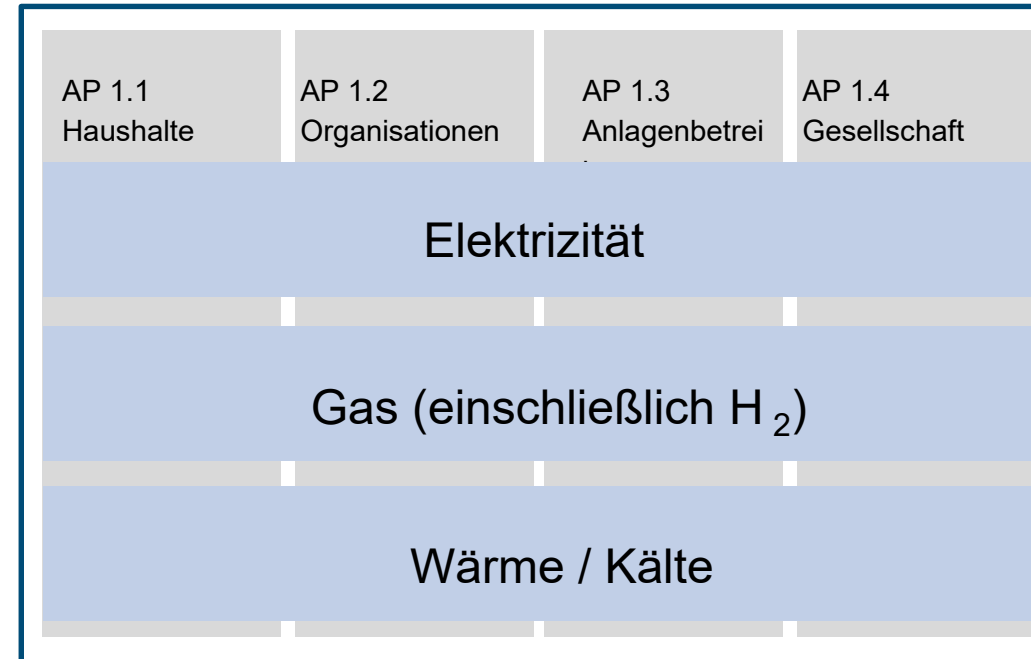 AP 1.1
Haushalte
AP 1.2
Organisationen
AP 1.3
Anlagenbetrei
AP 1.4
Gesellschaft
Elektrizität
Gas (einschließlich H₂)
Wärme / Kälte